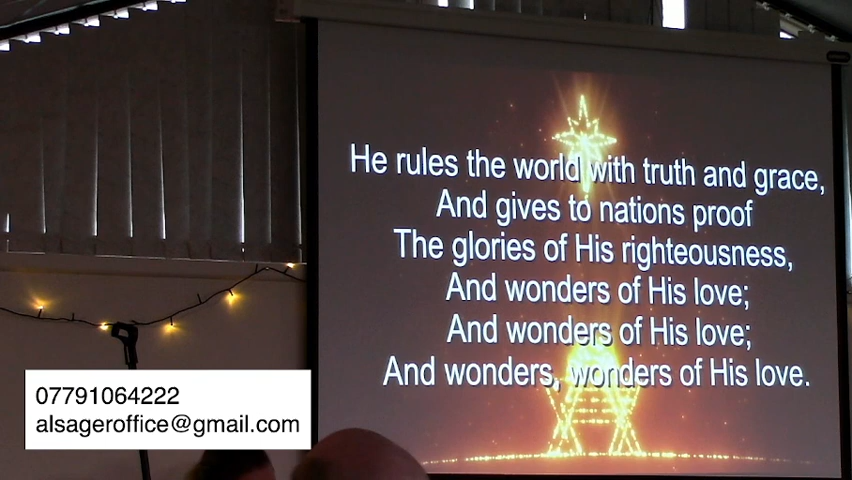 He rules the world with truth and grace,
And gives to nations proof
The glories of His righteousness,
And wonders of His love;
And wonders of His love;
And wonders, wonders of His love.
07791064222
alsageroffice@gmail.com